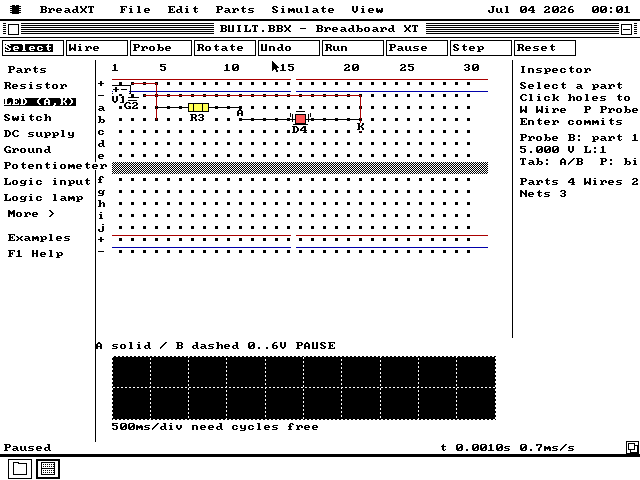 BreadXT File Edit Parts Simulate View Jul 04 2026 00:01
BUILT.BBX - Breadboard XT
Select Wire Probe Rotate Undo Run Pause Step Reset
Parts
Resistor
LED (A,K)
Switch
DC supply
Ground
Potentiometer
Logic input
Logic lamp
More >
Examples
F1 Help
1 5 10 15 20 25 30
+
-
a
b
c
d
e
f
g
h
i
j
+
-
V1
G2
R3
A
D4
K
Inspector
Select a part
Click holes to
W Wire P Probe
Enter commits
Probe B: part 1
5.000 V L:1
Tab: A/B P: bi
Parts 4 Wires 2
Nets 3
A solid / B dashed 0..6V PAUSE
500ms/div need cycles free
Paused t 0.0010s 0.7ms/s